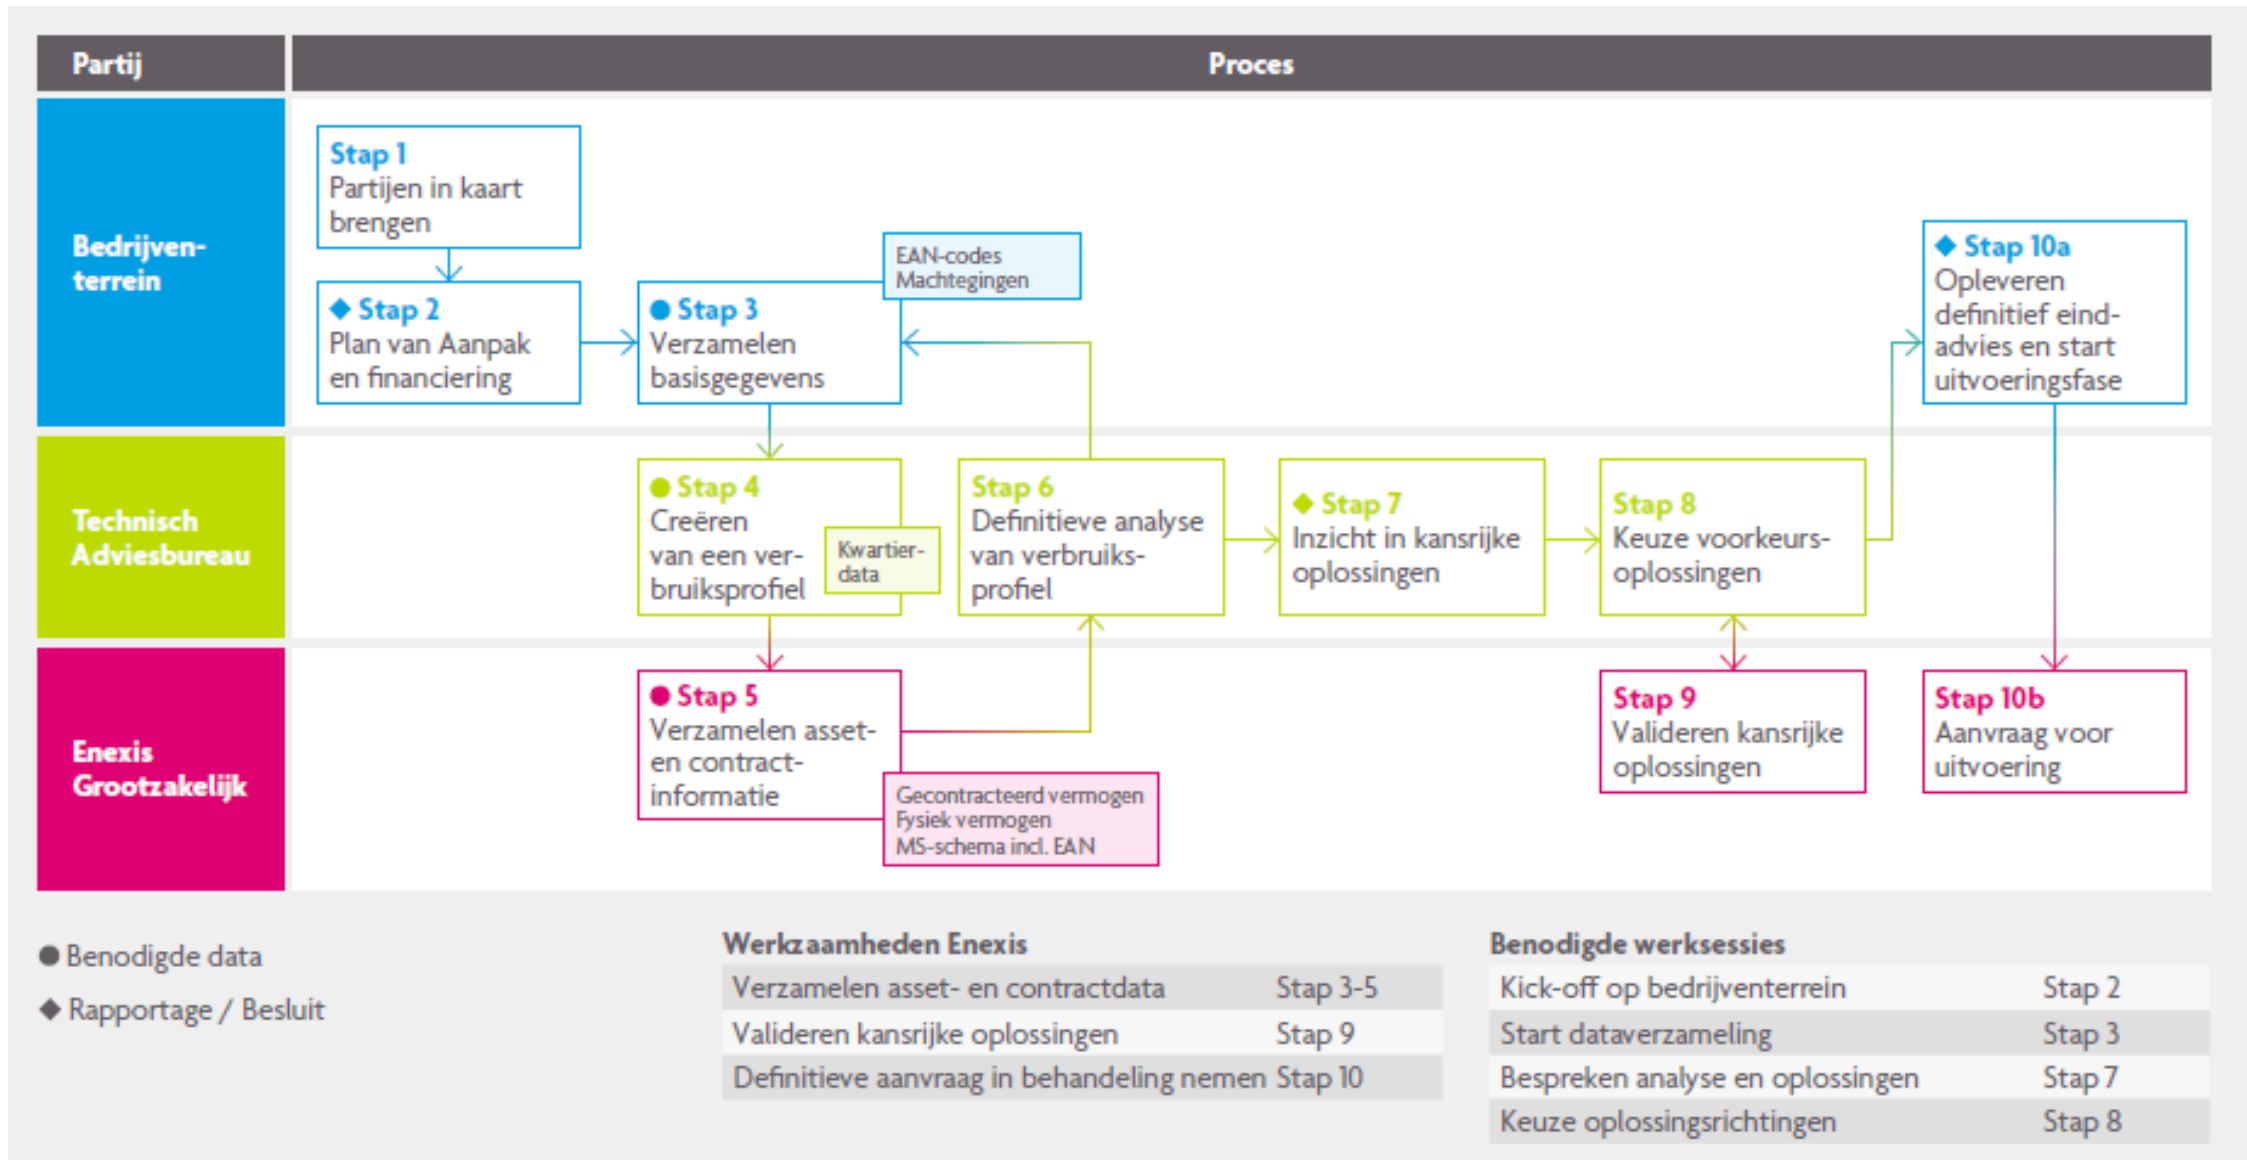 Partij
Proces
Bedrijven-
terrein
Stap 1
Partijen in kaart
brengen
Stap 2
Plan van Aanpak
en financiering
Stap 3
Verzamelen
basisgegevens
EAN-codes
Machtegingen
Stap 10a
Opleveren
definitief eind-
advies en start
uitvoeringsfase
Technisch
Adviesbureau
Stap 4
Creëren
van een ver-
bruiksprofiel
Kwartier-
data
Stap 6
Definitieve analyse
van verbruiks-
profiel
Stap 7
Inzicht in kansrijke
oplossingen
Stap 8
Keuze voorkeurs-
oplossingen
Enexis
Grootzakelijk
Stap 5
Verzamelen asset-
en contract-
informatie
Gecontracteerd vermogen
Fysiek vermogen
MS-schema incl. EAN
Stap 9
Valideren kansrijke
oplossingen
Stap 10b
Aanvraag voor
uitvoering
Benodigde data
Rapportage / Besluit
Werkzaamheden Enexis
Verzamelen asset- en contractdata Stap 3-5
Valideren kansrijke oplossingen Stap 9
Definitieve aanvraag in behandeling nemen Stap 10
Benodigde werksessies
Kick-off op bedrijventerrein Stap 2
Start dataverzameling Stap 3
Bespreken analyse en oplossingen Stap 7
Keuze oplossingsrichtingen Stap 8